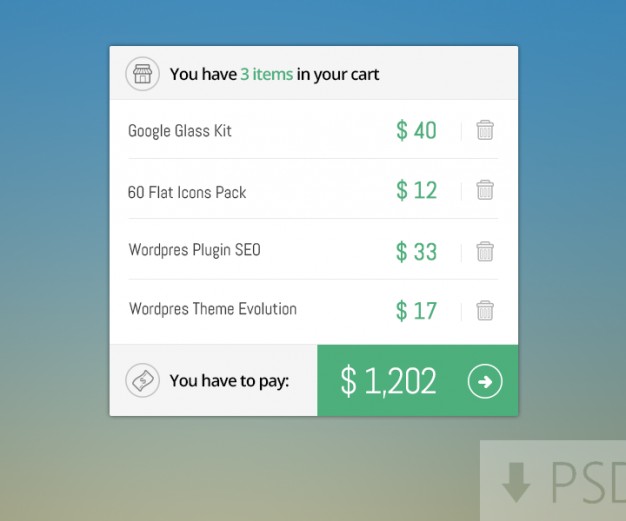 You have 3 items in your cart
Google Glass Kit $ 40
60 Flat Icons Pack $ 12
Wordpres Plugin SEO $ 33
Wordpres Theme Evolution $ 17
You have to pay: $ 1,202
PSD